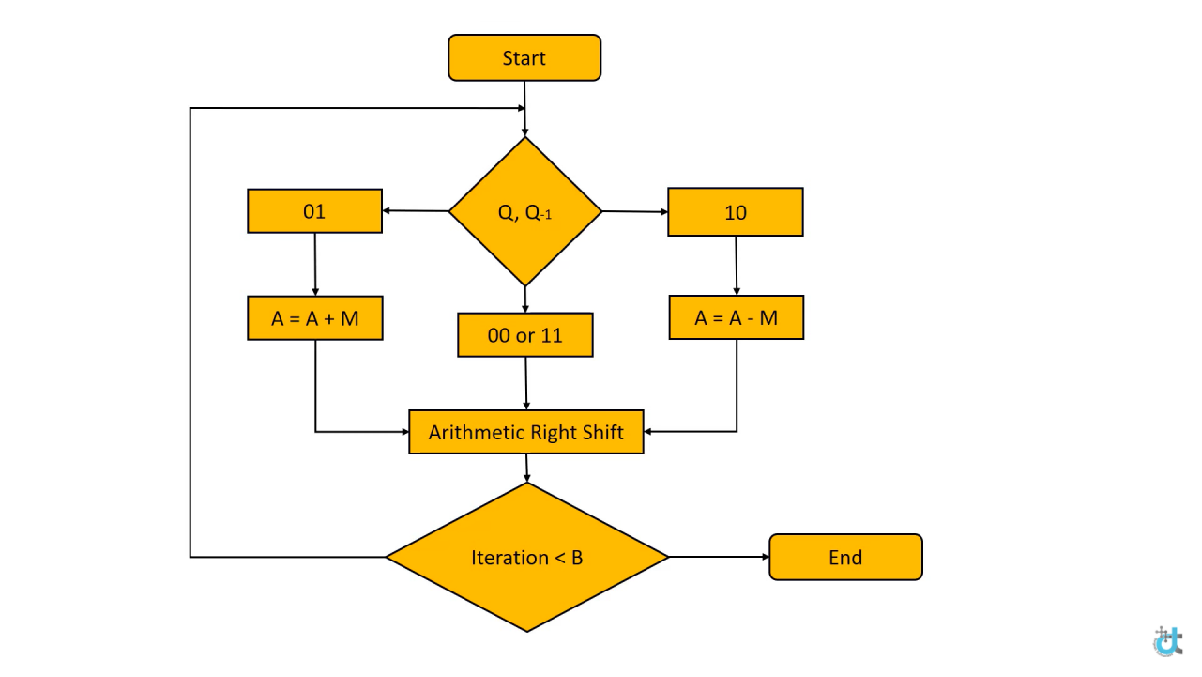 Start
Q, Q-1
01
10
A = A + M
A = A - M
00 or 11
Arithmetic Right Shift
Iteration < B
End